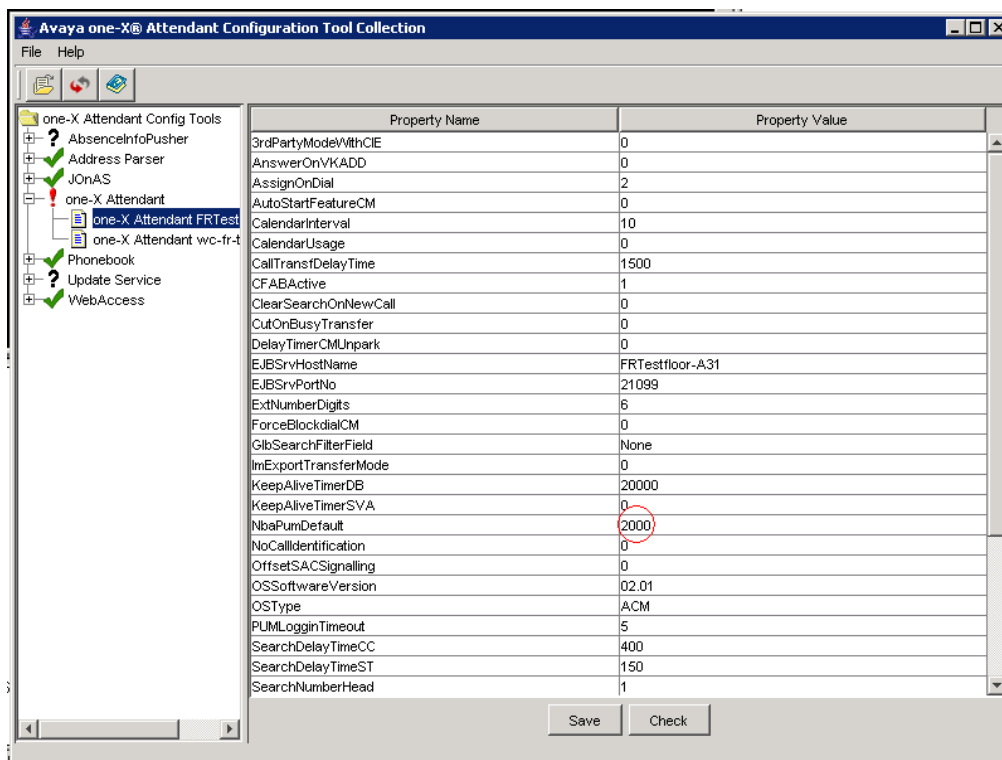 Avaya one-X® Attendant Configuration Tool Collection
File Help
one-X Attendant Config Tools
? AbsenceInfoPusher
Address Parser
JOnAS
! one-X Attendant
one-X Attendant FRTest
one-X Attendant wc-fr-t
Phonebook
? Update Service
WebAccess
Property Name Property Value
3rdPartyModeWithCIE 0
AnswerOnVKADD 0
AssignOnDial 2
AutoStartFeatureCM 0
CalendarInterval 10
CalendarUsage 0
CallTransfDelayTime 1500
CFABActive 1
ClearSearchOnNewCall 0
CutOnBusyTransfer 0
DelayTimerCMUnpark 0
EJBSrvHostName FRTestfloor-A31
EJBSrvPortNo 21099
ExtNumberDigits 6
ForceBlockdialCM 0
GlbSearchFilterField None
ImExportTransferMode 0
KeepAliveTimerDB 20000
KeepAliveTimerSVA 0
NbaPumDefault 2000
NoCallIdentification 0
OffsetSACSignalling 0
OSSoftwareVersion 02.01
OSType ACM
PUMLogginTimeout 5
SearchDelayTimeCC 400
SearchDelayTimeST 150
SearchNumberHead 1
Save Check